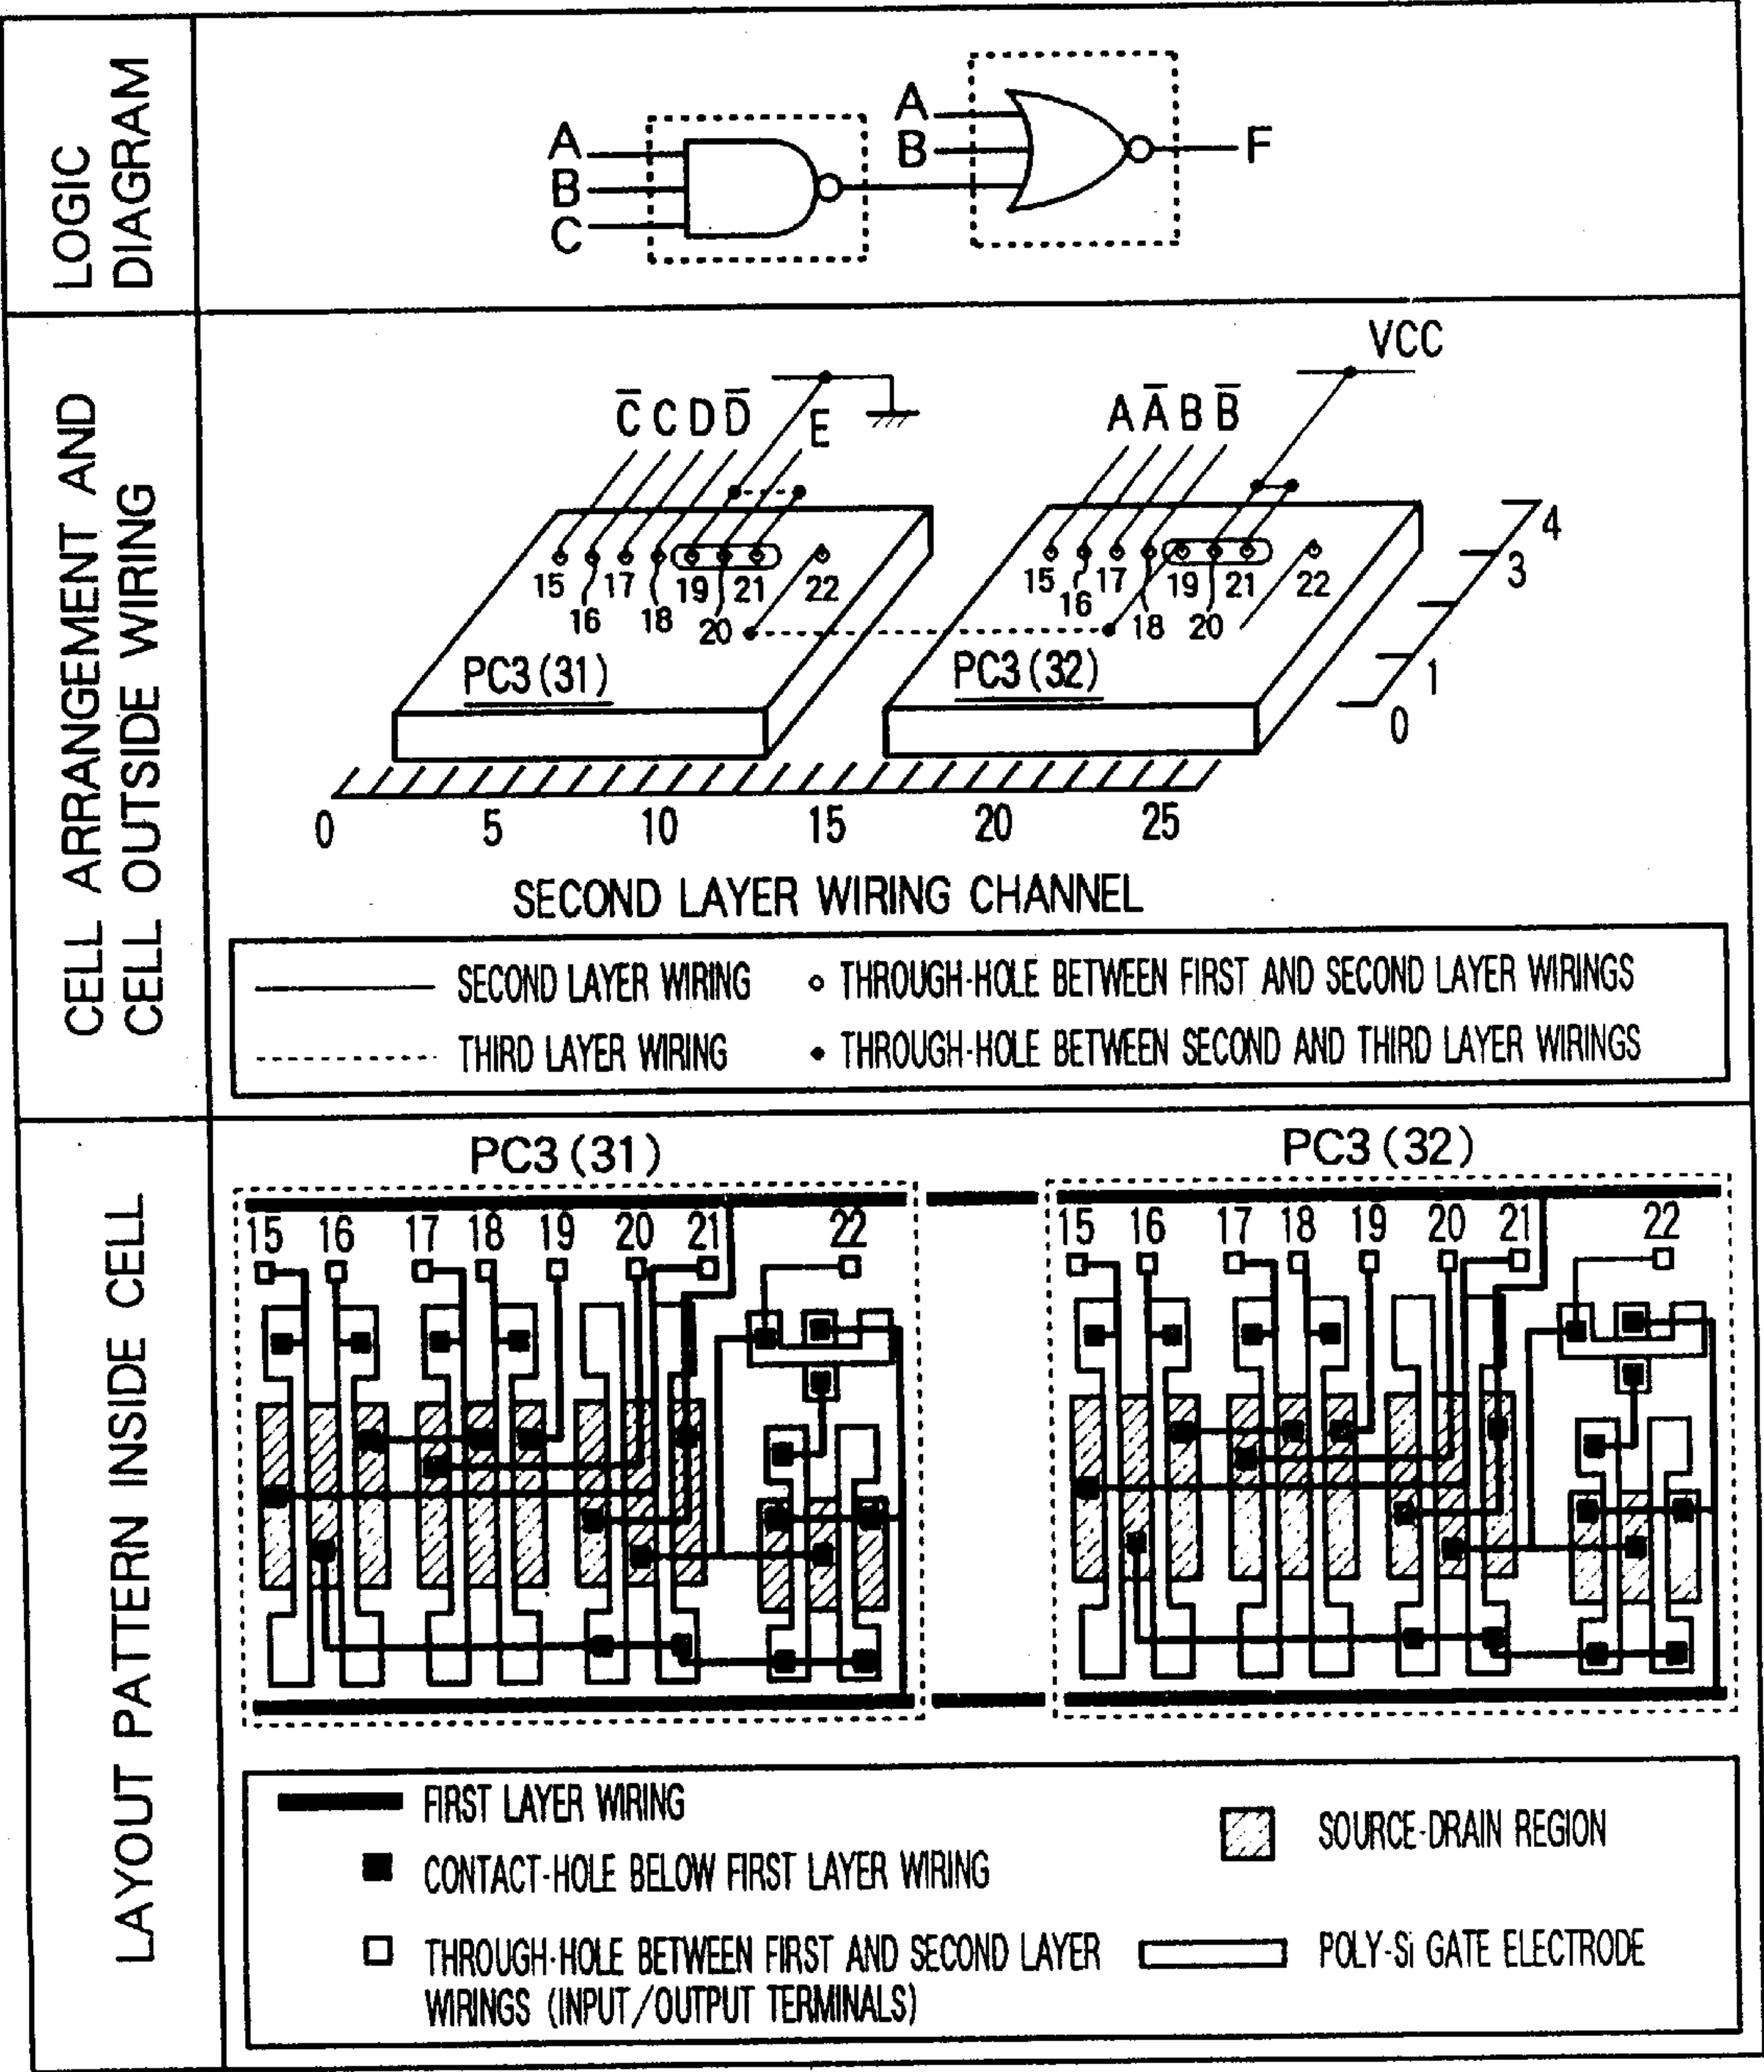 LOGIC
DIAGRAM
A
B
C
A
B
F
CELL ARRANGEMENT AND
CELL OUTSIDE WIRING
VCC
C̅ C D D̅
E
A A̅ B B̅
15 16 17 18 19 20 21 22
15 16 17 18 19 20 21 22
PC3(31)
PC3(32)
4
3
1
0
0 5 10 15 20 25
SECOND LAYER WIRING CHANNEL
SECOND LAYER WIRING
THROUGH-HOLE BETWEEN FIRST AND SECOND LAYER WIRINGS
THIRD LAYER WIRING
THROUGH-HOLE BETWEEN SECOND AND THIRD LAYER WIRINGS
LAYOUT PATTERN INSIDE CELL
PC3(31)
PC3(32)
15 16 17 18 19 20 21 22
15 16 17 18 19 20 21 22
FIRST LAYER WIRING
SOURCE-DRAIN REGION
CONTACT-HOLE BELOW FIRST LAYER WIRING
THROUGH-HOLE BETWEEN FIRST AND SECOND LAYER
WIRINGS (INPUT/OUTPUT TERMINALS)
POLY-Si GATE ELECTRODE